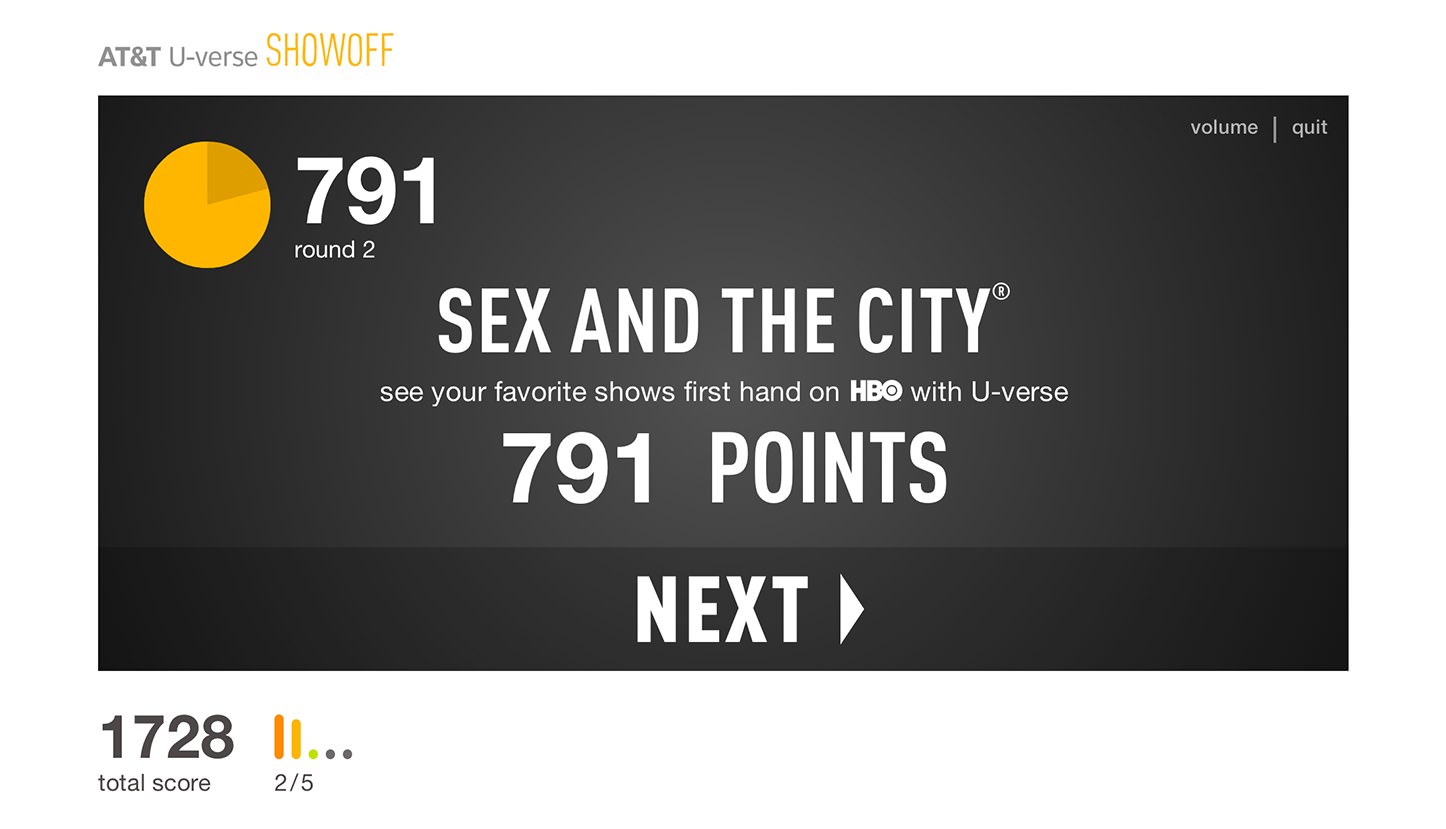 AT&T U-verse SHOWOFF
volume | quit
791
round 2
SEX AND THE CITY®
see your favorite shows first hand on HBO with U-verse
791 POINTS
NEXT
1728
total score
2/5